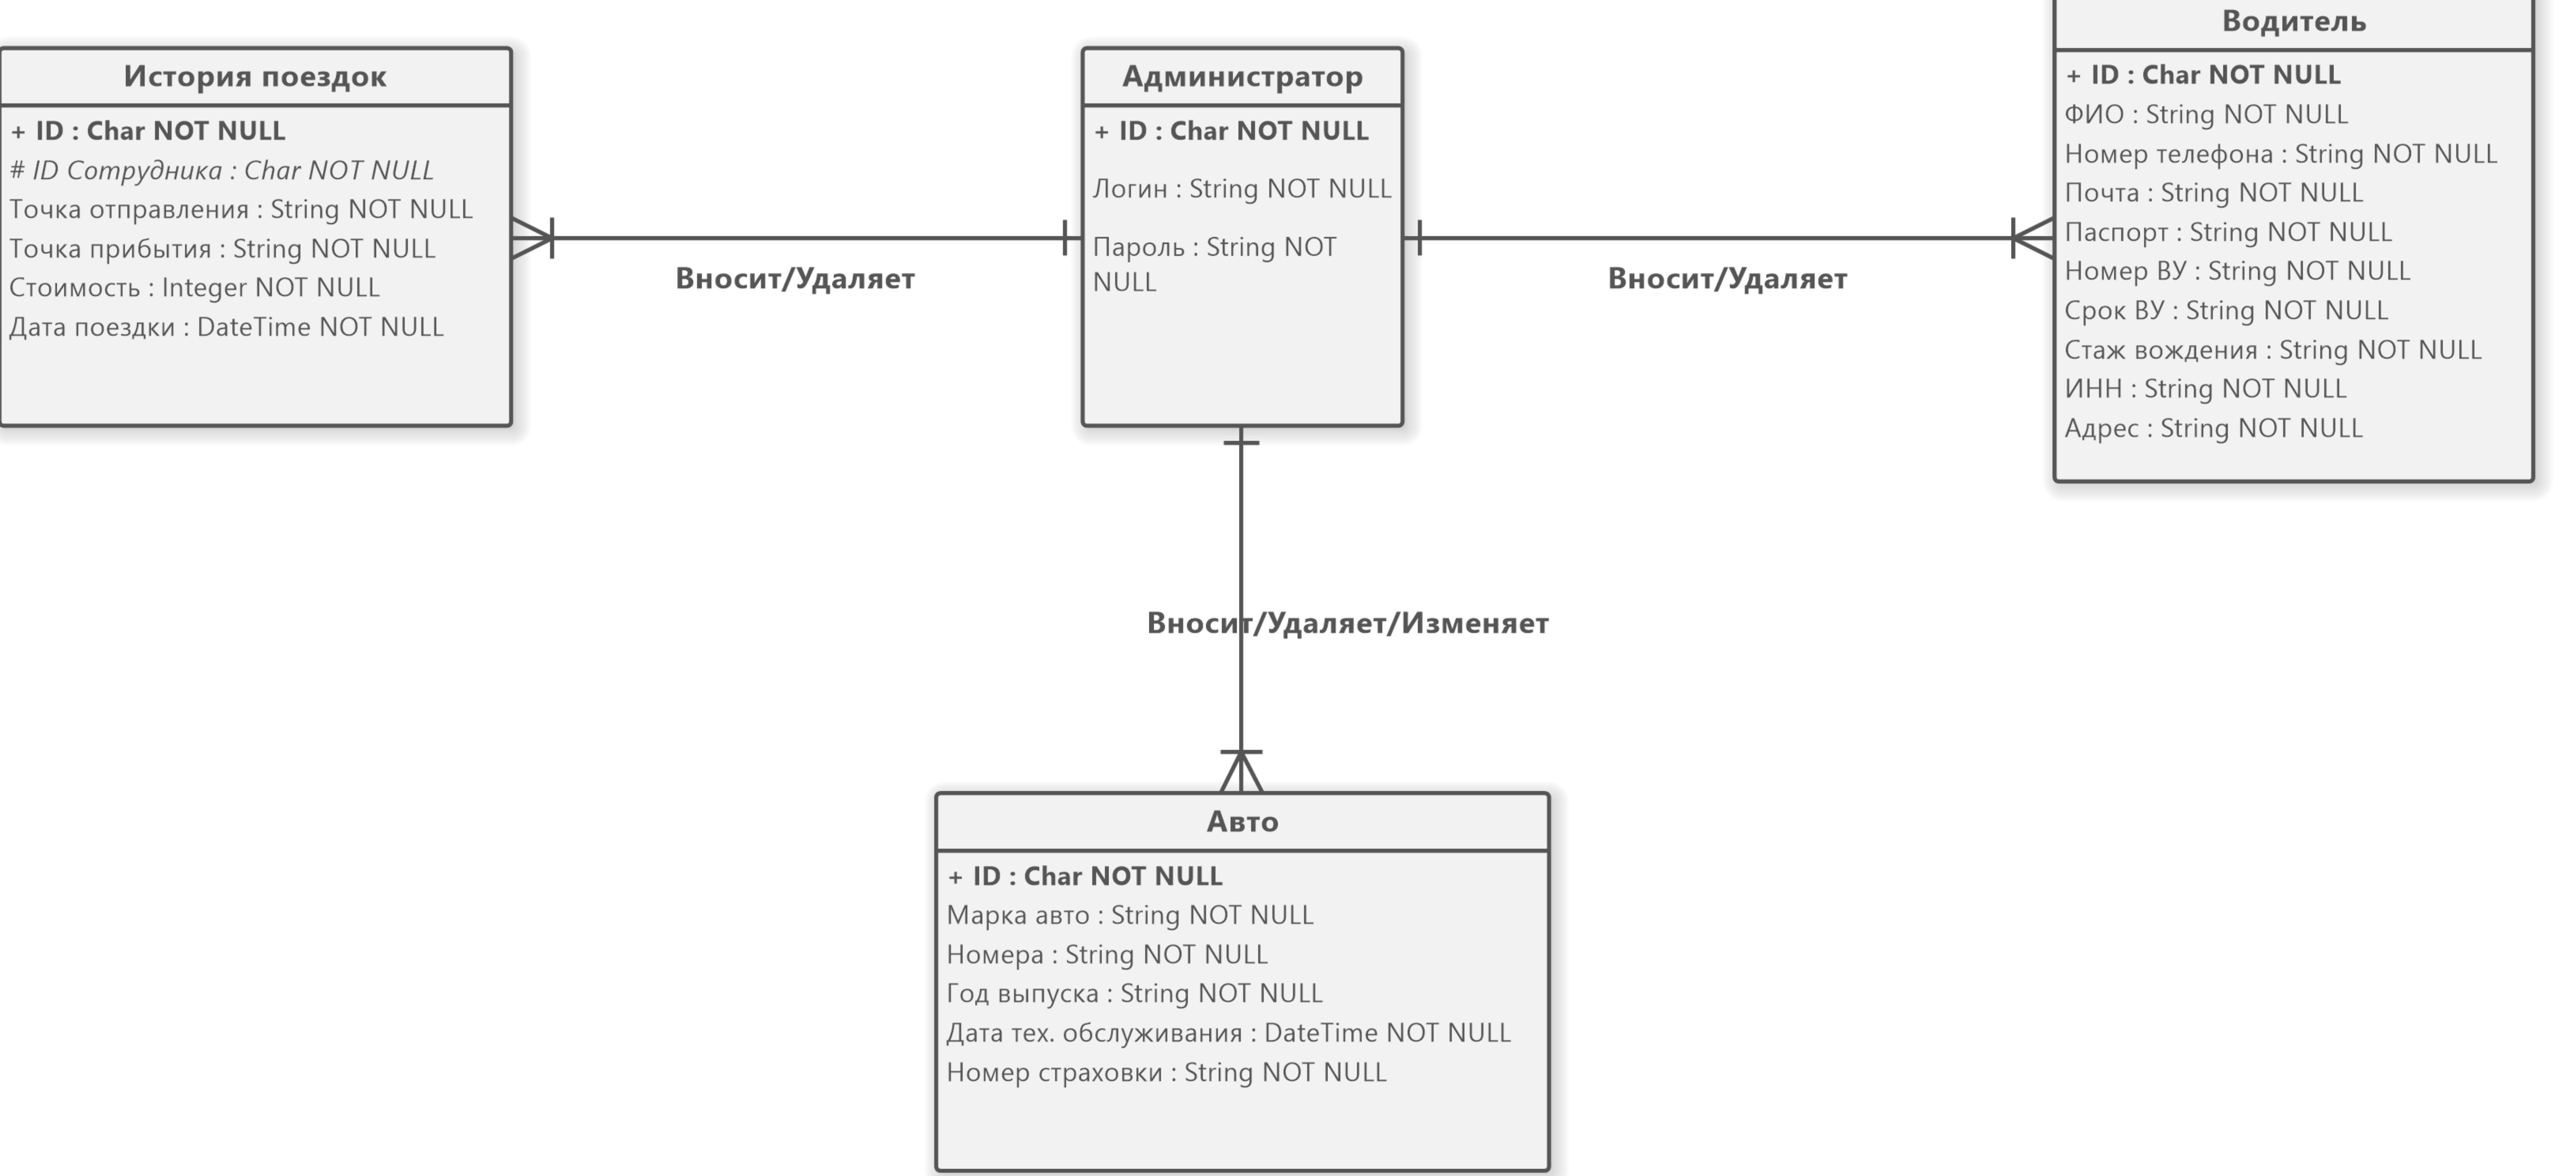 История поездок
+ ID : Char NOT NULL
# ID Сотрудника : Char NOT NULL
Точка отправления : String NOT NULL
Точка прибытия : String NOT NULL
Стоимость : Integer NOT NULL
Дата поездки : DateTime NOT NULL
Вносит/Удаляет
Администратор
+ ID : Char NOT NULL
Логин : String NOT NULL
Пароль : String NOT
NULL
Вносит/Удаляет
Водитель
+ ID : Char NOT NULL
ФИО : String NOT NULL
Номер телефона : String NOT NULL
Почта : String NOT NULL
Паспорт : String NOT NULL
Номер ВУ : String NOT NULL
Срок ВУ : String NOT NULL
Стаж вождения : String NOT NULL
ИНН : String NOT NULL
Адрес : String NOT NULL
Вносит/Удаляет/Изменяет
Авто
+ ID : Char NOT NULL
Марка авто : String NOT NULL
Номера : String NOT NULL
Год выпуска : String NOT NULL
Дата тех. обслуживания : DateTime NOT NULL
Номер страховки : String NOT NULL